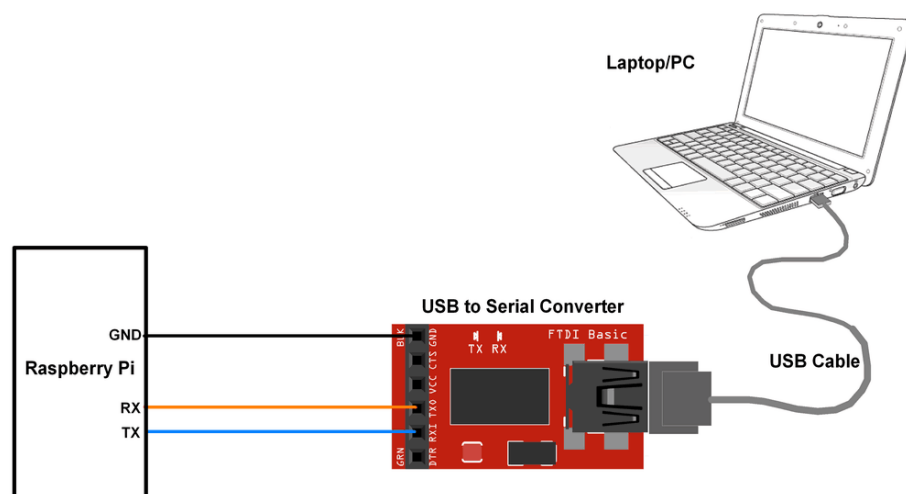 Laptop/PC
USB to Serial Converter
GND
Raspberry Pi
RX
TX
BLK
GND
CTS
VCC
TXO
RXI
DTR
GRN
TX RX
FTDI Basic
USB Cable